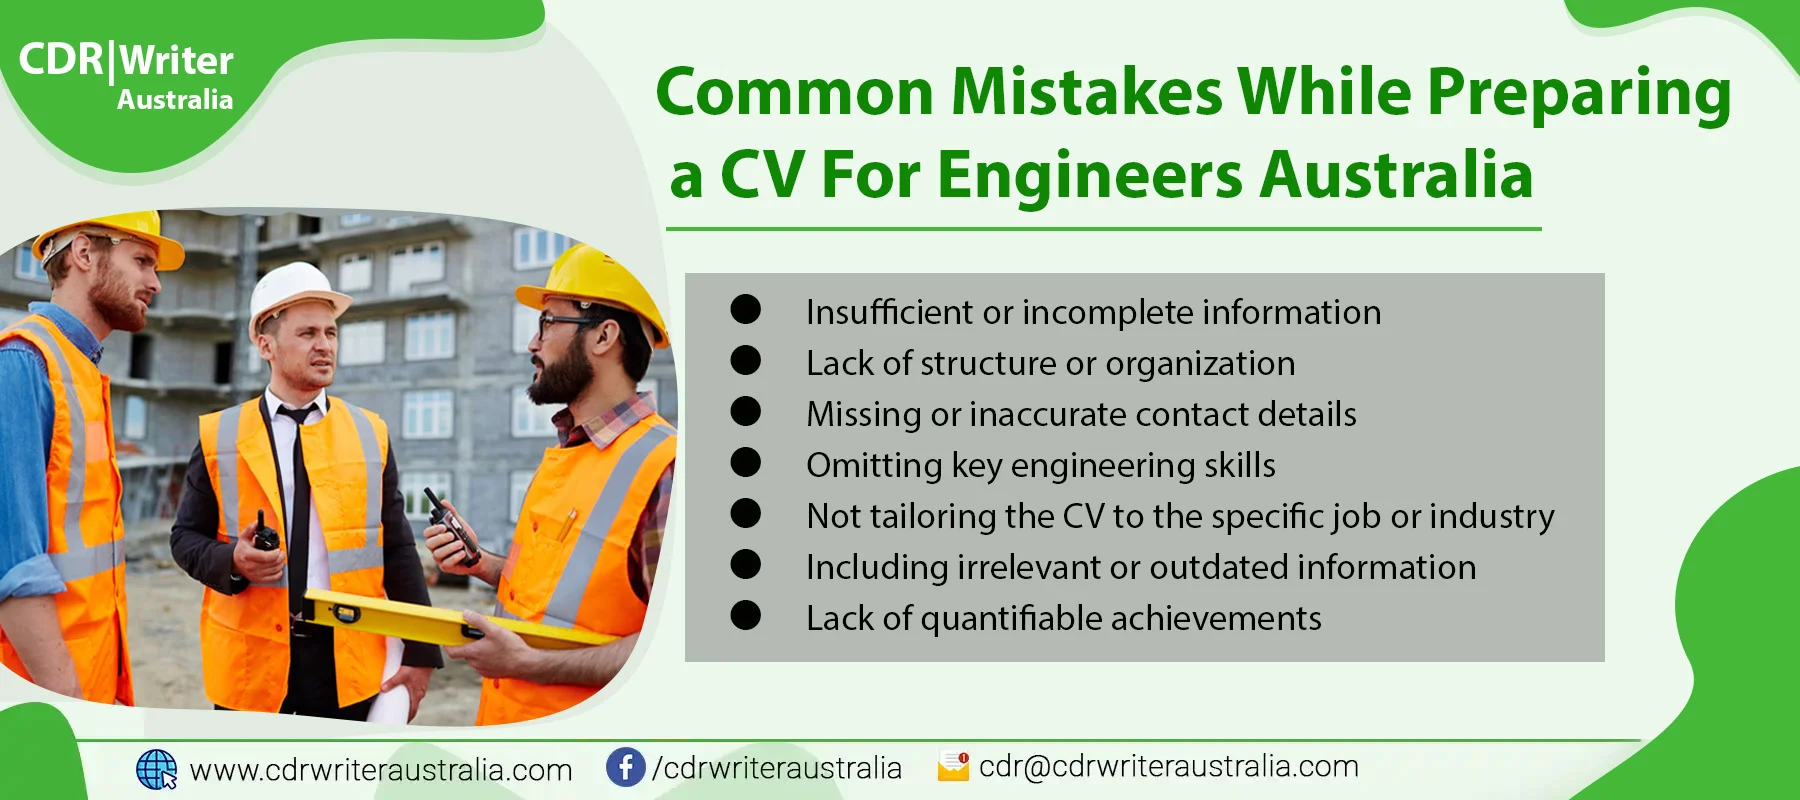 CDR|Writer
Australia
Common Mistakes While Preparing
a CV For Engineers Australia
● Insufficient or incomplete information
● Lack of structure or organization
● Missing or inaccurate contact details
● Omitting key engineering skills
● Not tailoring the CV to the specific job or industry
● Including irrelevant or outdated information
● Lack of quantifiable achievements
www.cdrwriteraustralia.com /cdrwriteraustralia cdr@cdrwriteraustralia.com